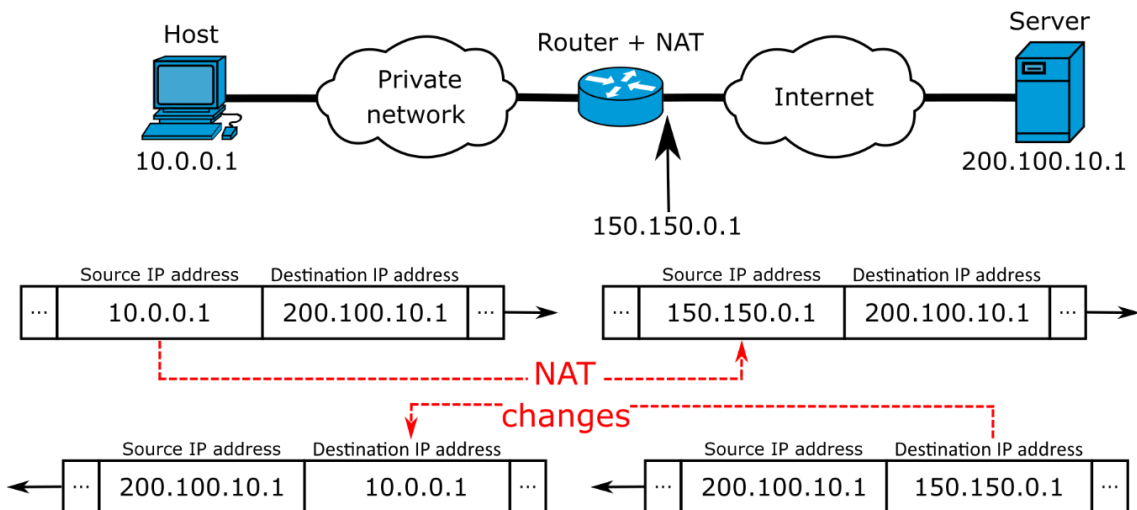 Host
Server
Router + NAT
Private
network
Internet
10.0.0.1
200.100.10.1
150.150.0.1
Source IP address Destination IP address
... 10.0.0.1 200.100.10.1 ...
Source IP address Destination IP address
... 150.150.0.1 200.100.10.1 ...
NAT
changes
Source IP address Destination IP address
... 200.100.10.1 10.0.0.1 ...
Source IP address Destination IP address
... 200.100.10.1 150.150.0.1 ...